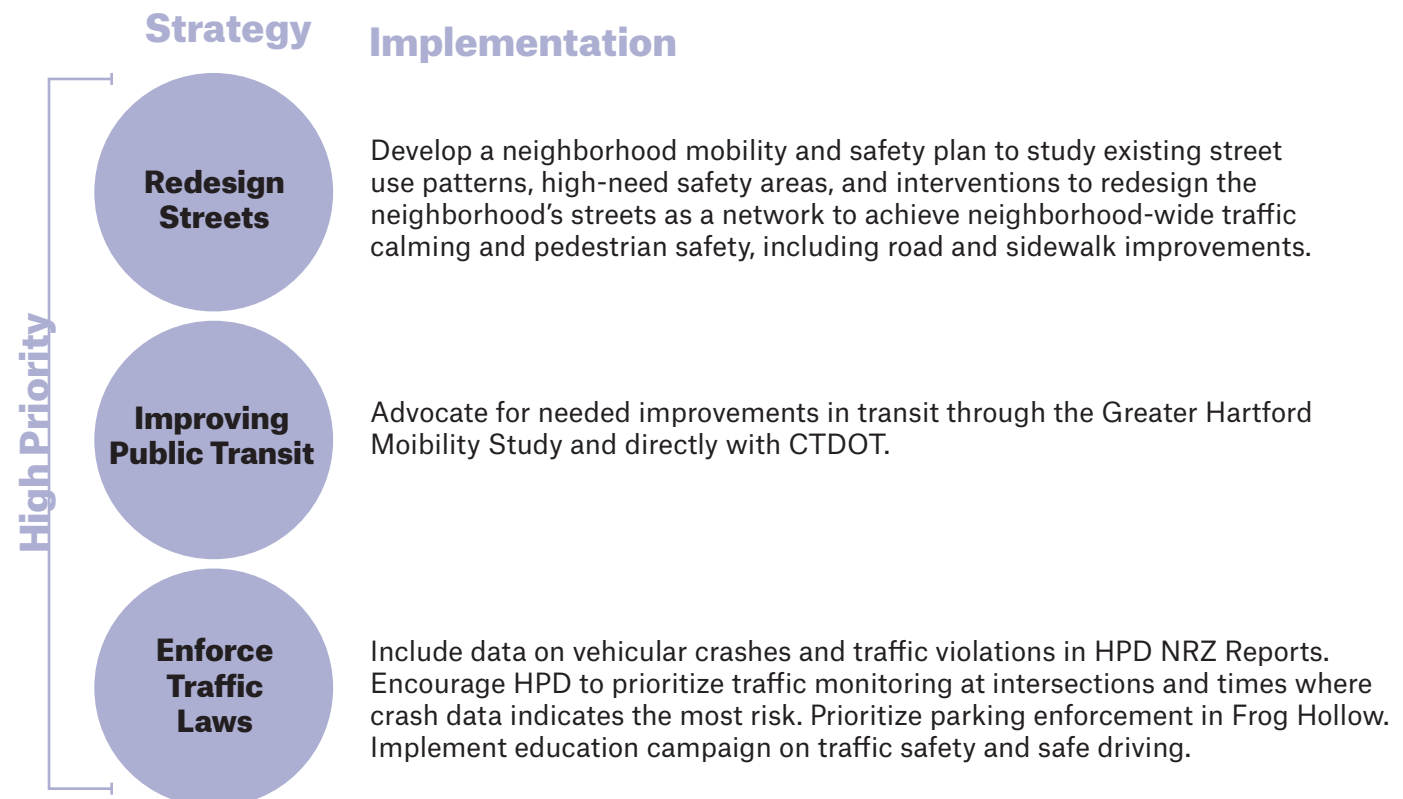 Strategy
Implementation
High Priority
Redesign
Streets
Develop a neighborhood mobility and safety plan to study existing street
use patterns, high-need safety areas, and interventions to redesign the
neighborhood's streets as a network to achieve neighborhood-wide traffic
calming and pedestrian safety, including road and sidewalk improvements.
Improving
Public Transit
Advocate for needed improvements in transit through the Greater Hartford
Moibility Study and directly with CTDOT.
Enforce
Traffic
Laws
Include data on vehicular crashes and traffic violations in HPD NRZ Reports.
Encourage HPD to prioritize traffic monitoring at intersections and times where
crash data indicates the most risk. Prioritize parking enforcement in Frog Hollow.
Implement education campaign on traffic safety and safe driving.